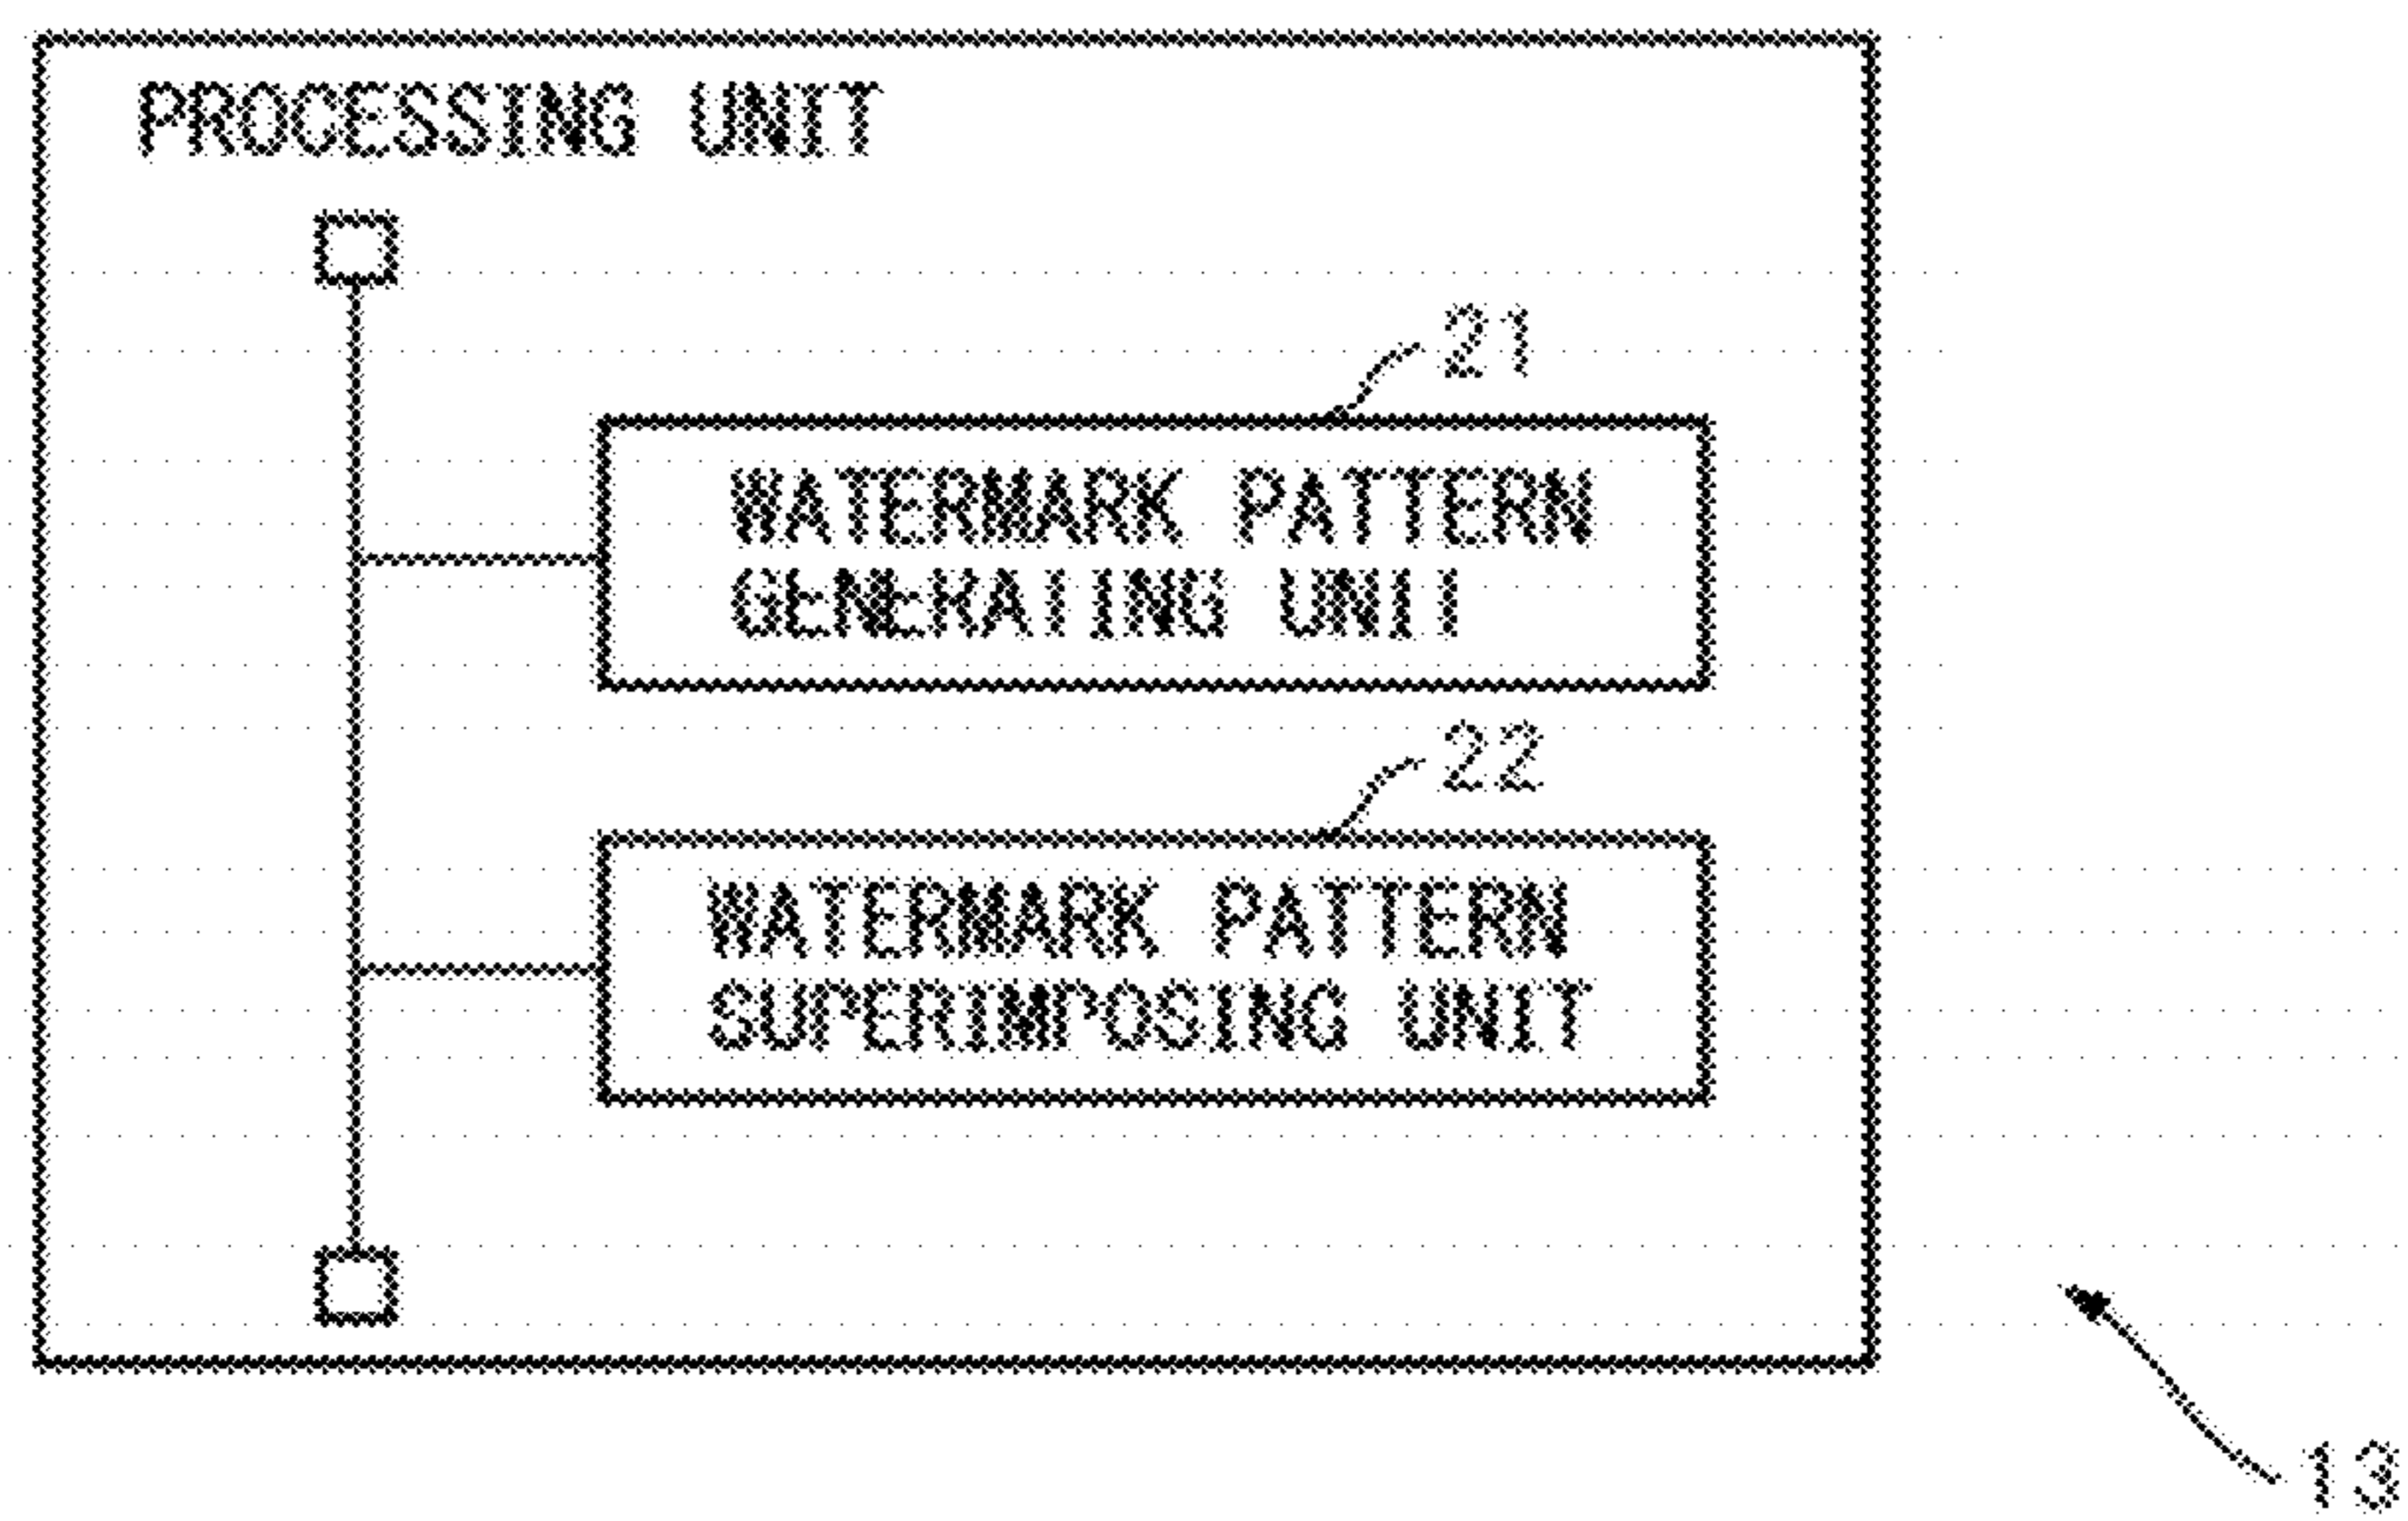 PROCESSING UNIT
21
WATERMARK PATTERN
GENERATING UNIT
22
WATERMARK PATTERN
SUPERIMPOSING UNIT
13